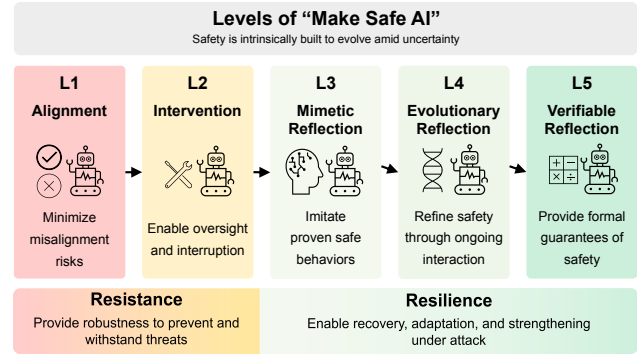 Levels of “Make Safe AI”
Safety is intrinsically built to evolve amid uncertainty
L1
Alignment
Minimize
misalignment
risks
L2
Intervention
Enable oversight
and interruption
L3
Mimetic
Reflection
Imitate
proven safe
behaviors
L4
Evolutionary
Reflection
Refine safety
through ongoing
interaction
L5
Verifiable
Reflection
Provide formal
guarantees of
safety
Resistance
Provide robustness to prevent and
withstand threats
Resilience
Enable recovery, adaptation, and strengthening
under attack